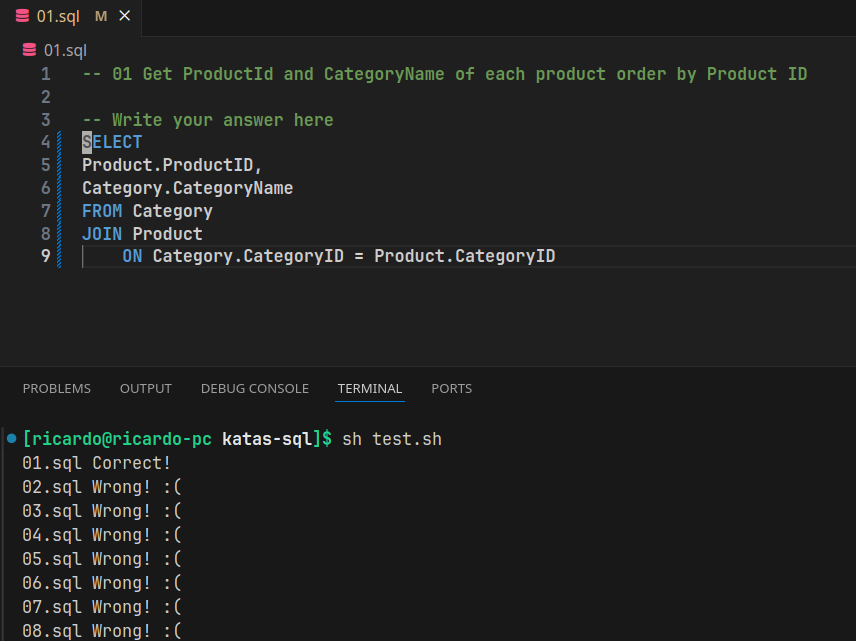 01.sql M
01.sql
1 -- 01 Get ProductId and CategoryName of each product order by Product ID
2
3 -- Write your answer here
4 SELECT
5 Product.ProductID,
6 Category.CategoryName
7 FROM Category
8 JOIN Product
9 ON Category.CategoryID = Product.CategoryID
PROBLEMS OUTPUT DEBUG CONSOLE TERMINAL PORTS
[ricardo@ricardo-pc katas-sql]$ sh test.sh
01.sql Correct!
02.sql Wrong! :(
03.sql Wrong! :(
04.sql Wrong! :(
05.sql Wrong! :(
06.sql Wrong! :(
07.sql Wrong! :(
08.sql Wrong! :(